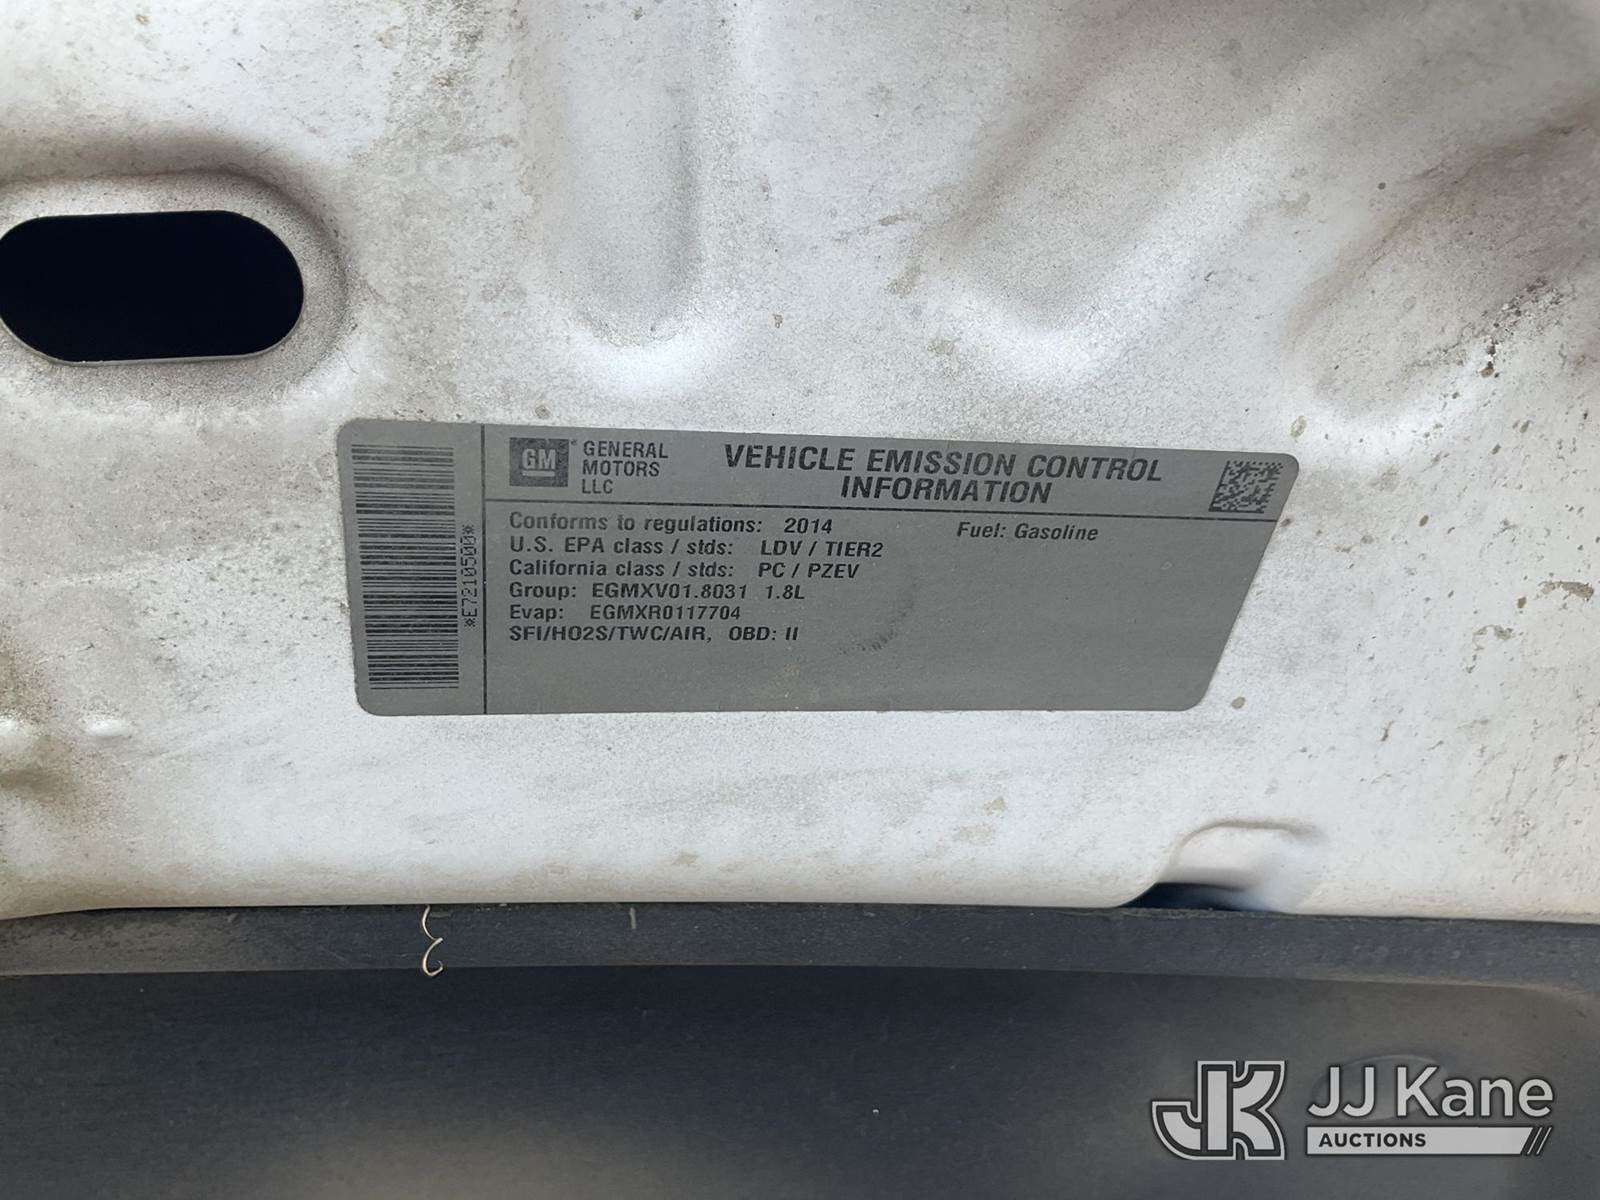 GM
GENERAL
MOTORS
LLC
VEHICLE EMISSION CONTROL
INFORMATION
Conforms to regulations: 2014
Fuel: Gasoline
U.S. EPA class / stds: LDV / TIER2
California class / stds: PC / PZEV
Group: EGMXV01.8031 1.8L
Evap: EGMXR0117704
SFI/HO2S/TWC/AIR, OBD: II
*E7210500*
JK JJ Kane
AUCTIONS